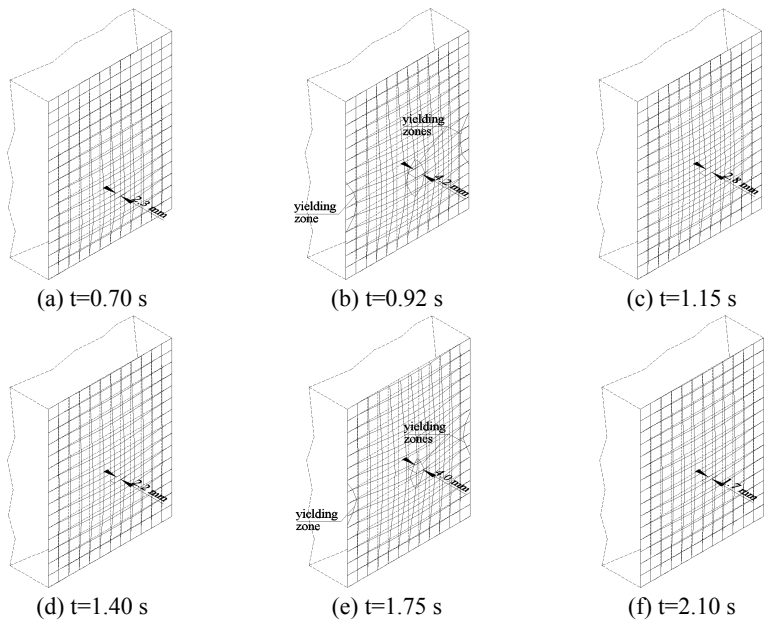 2.3 mm
(a) t=0.70 s
yielding
zones
4.2 mm
yielding
zone
(b) t=0.92 s
2.8 mm
(c) t=1.15 s
2.2 mm
(d) t=1.40 s
yielding
zones
4.0 mm
yielding
zone
(e) t=1.75 s
1.7 mm
(f) t=2.10 s